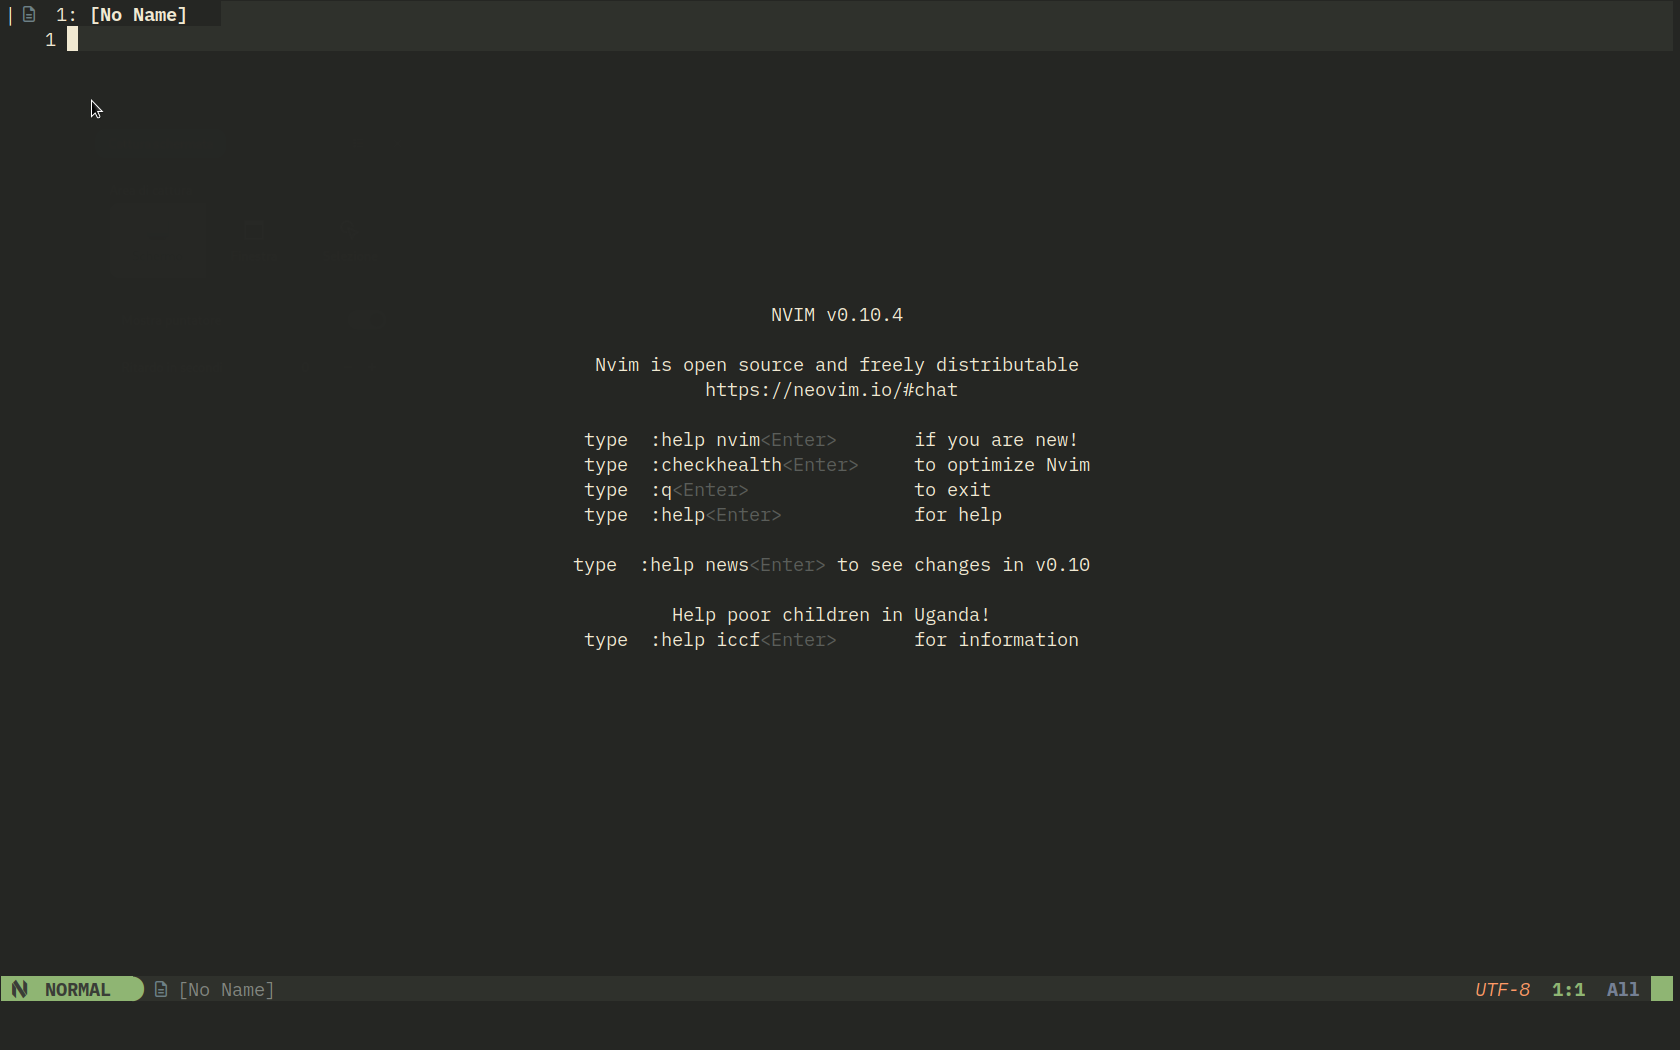 1: [No Name]
1
NVIM v0.10.4
Nvim is open source and freely distributable
https://neovim.io/#chat
type  :help nvim<Enter>       if you are new!
type  :checkhealth<Enter>     to optimize Nvim
type  :q<Enter>               to exit
type  :help<Enter>            for help
type  :help news<Enter> to see changes in v0.10
Help poor children in Uganda!
type  :help iccf<Enter>       for information
NORMAL [No Name] UTF-8 1:1 All